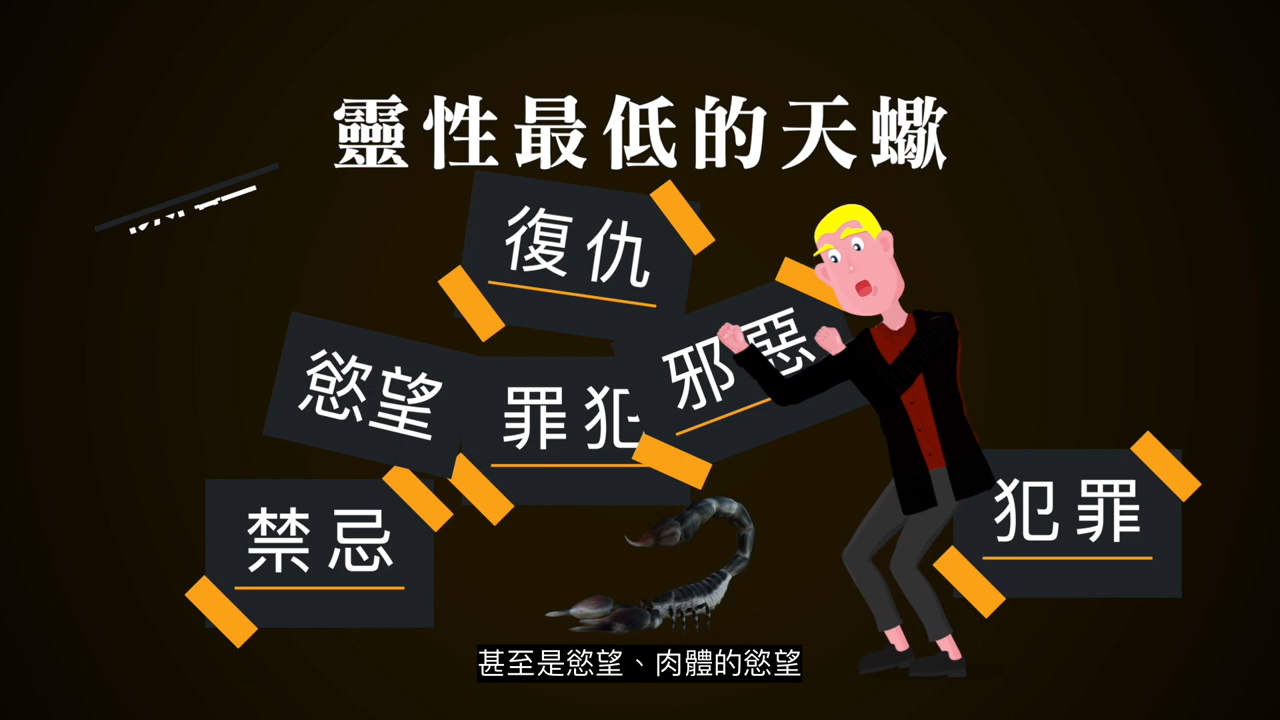 靈性最低的天蠍
復仇
邪惡
慾望
罪犯
禁忌
犯罪
甚至是慾望、肉體的慾望